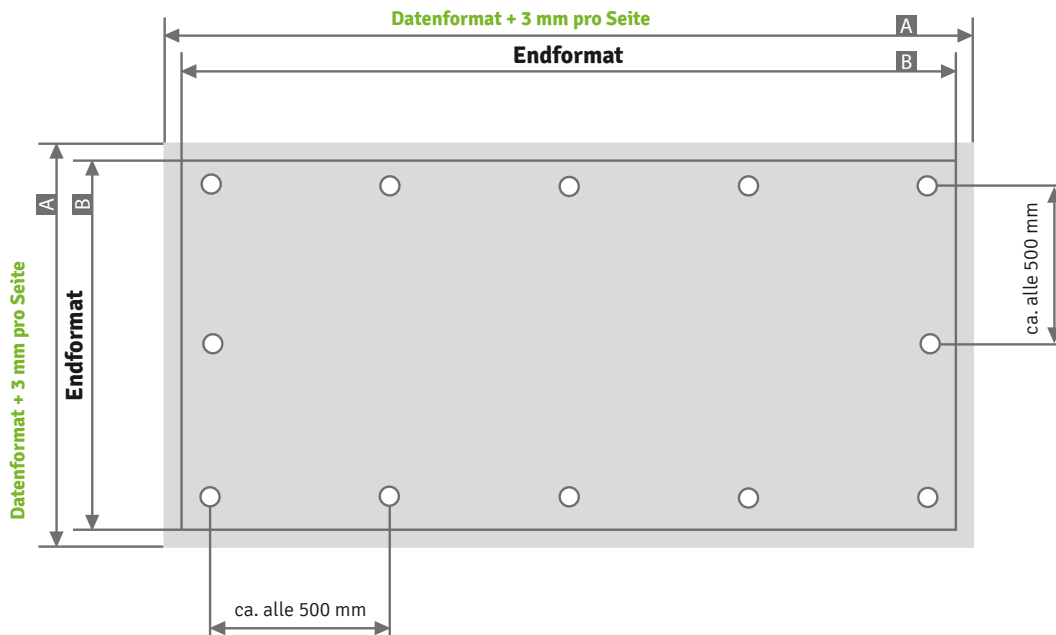 Datenformat + 3 mm pro Seite
A
Endformat
B
A
B
Datenformat + 3 mm pro Seite
Endformat
ca. alle 500 mm
ca. alle 500 mm